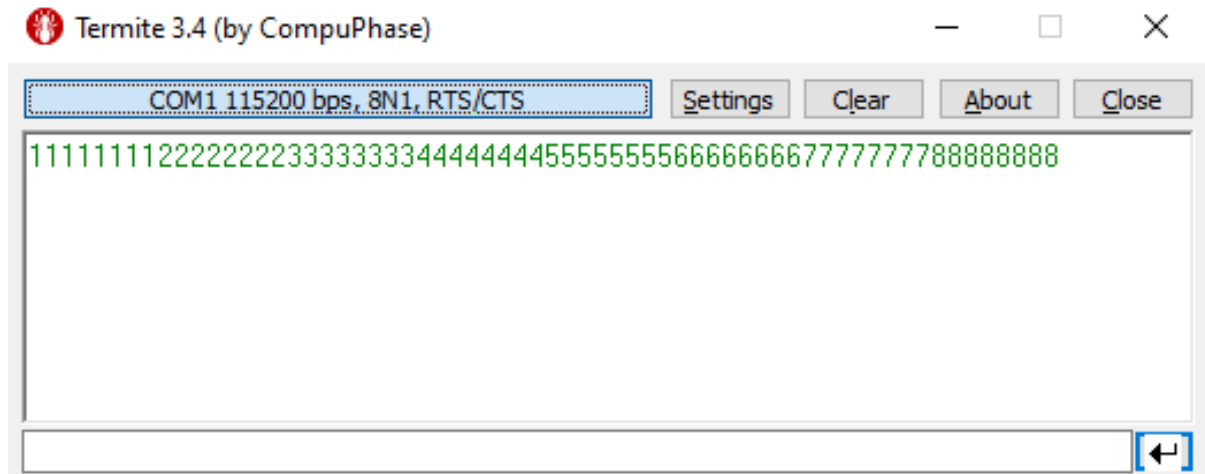 Termite 3.4 (by CompuPhase)
COM1 115200 bps, 8N1, RTS/CTS Settings Clear About Close
1111111122222222333333334444444455555555666666667777777788888888